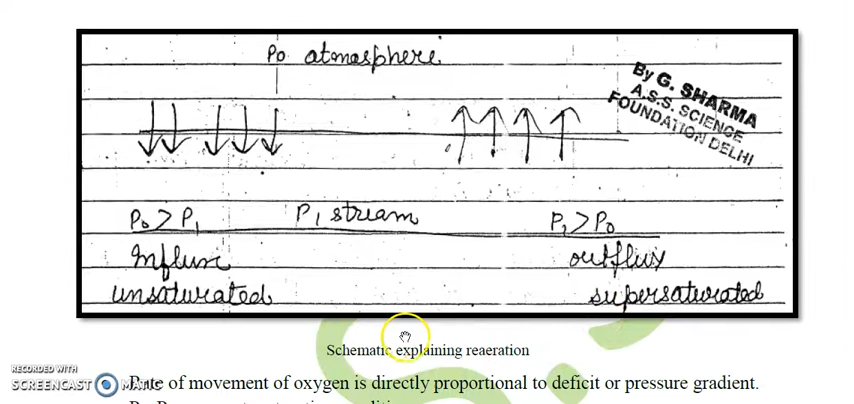 Po atmosphere
By G. SHARMA
A.S.S. SCIENCE
FOUNDATION DELHI
Po > P1 P1 stream P1 > Po
Influx outflux
unsaturated supersaturated
Schematic explaining reaeration
RECORDED WITH
SCREENCAST MATIC
Rate of movement of oxygen is directly proportional to deficit or pressure gradient.